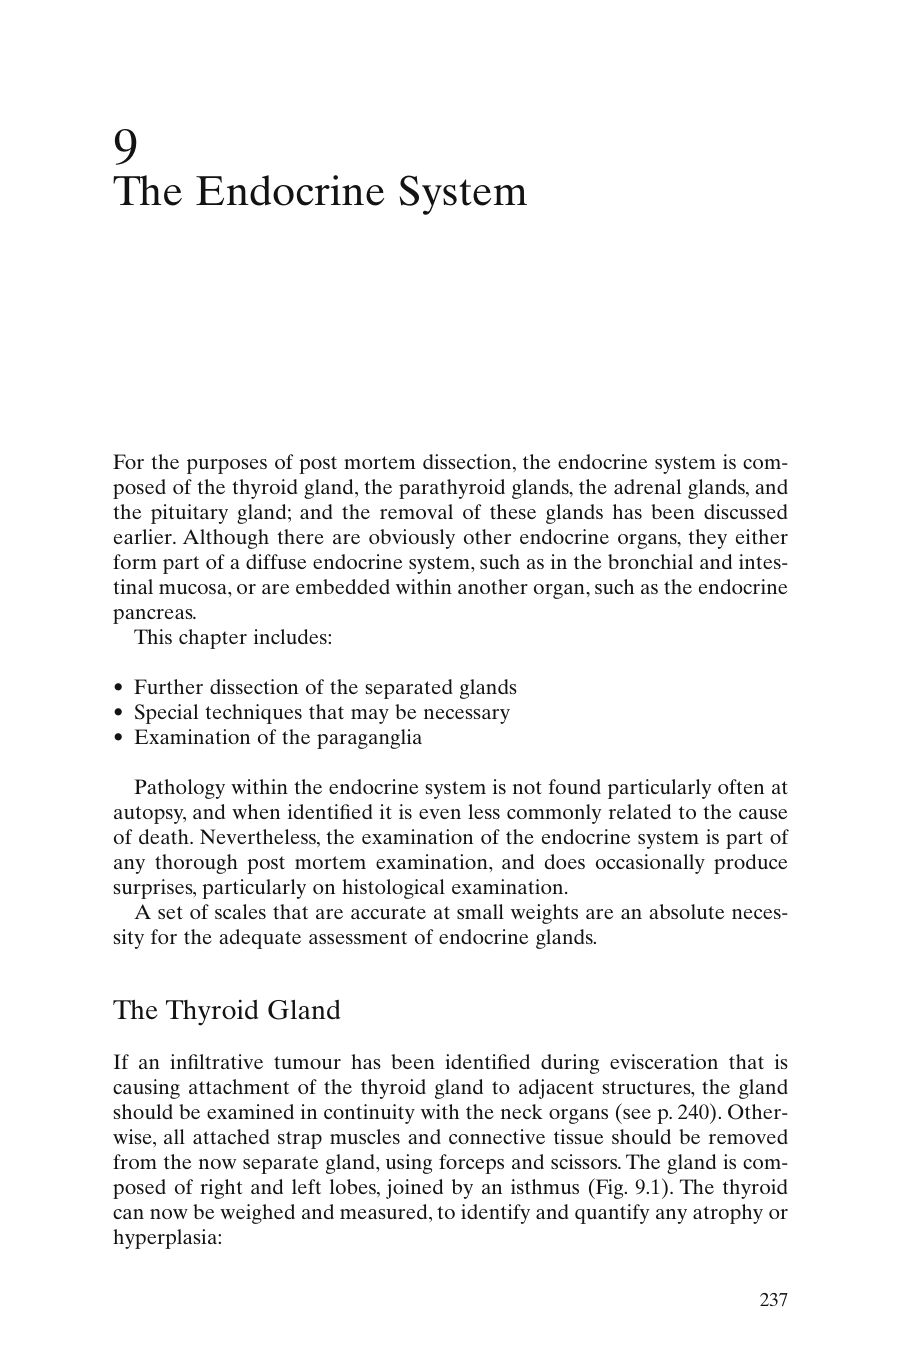 9
The Endocrine System
For the purposes of post mortem dissection, the endocrine system is com-
posed of the thyroid gland, the parathyroid glands, the adrenal glands, and
the pituitary gland; and the removal of these glands has been discussed
earlier. Although there are obviously other endocrine organs, they either
form part of a diffuse endocrine system, such as in the bronchial and intes-
tinal mucosa, or are embedded within another organ, such as the endocrine
pancreas.
This chapter includes:
• Further dissection of the separated glands
• Special techniques that may be necessary
• Examination of the paraganglia
Pathology within the endocrine system is not found particularly often at
autopsy, and when identified it is even less commonly related to the cause
of death. Nevertheless, the examination of the endocrine system is part of
any thorough post mortem examination, and does occasionally produce
surprises, particularly on histological examination.
A set of scales that are accurate at small weights are an absolute neces-
sity for the adequate assessment of endocrine glands.
The Thyroid Gland
If an infiltrative tumour has been identified during evisceration that is
causing attachment of the thyroid gland to adjacent structures, the gland
should be examined in continuity with the neck organs (see p. 240). Other-
wise, all attached strap muscles and connective tissue should be removed
from the now separate gland, using forceps and scissors. The gland is com-
posed of right and left lobes, joined by an isthmus (Fig. 9.1). The thyroid
can now be weighed and measured, to identify and quantify any atrophy or
hyperplasia:
237